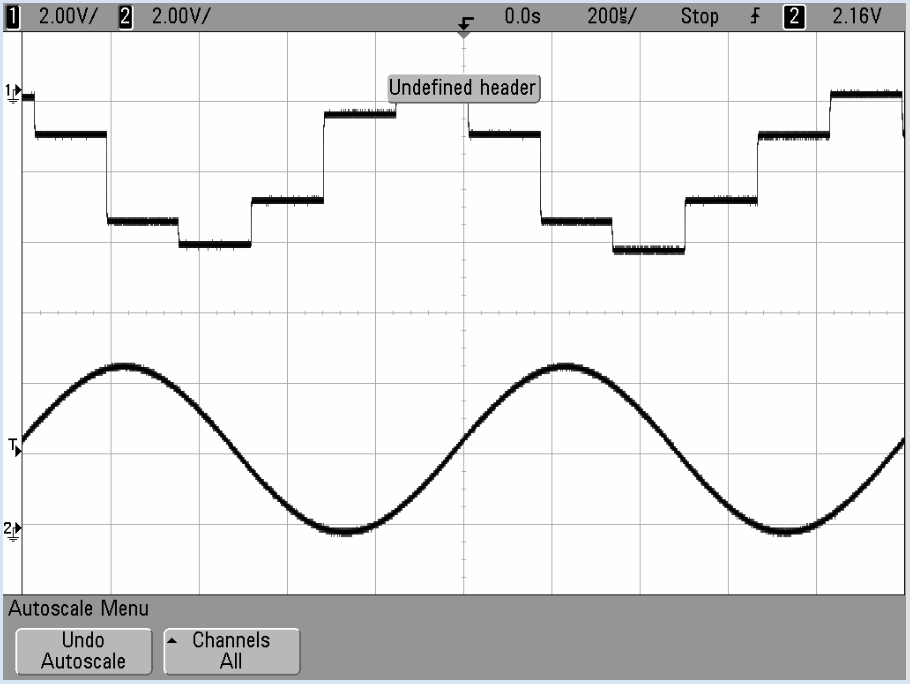 1 2.00V/ 2 2.00V/ 0.0s 200µs/ Stop 2 2.16V
1
Undefined header
T
2
Autoscale Menu
Undo
Autoscale
Channels
All